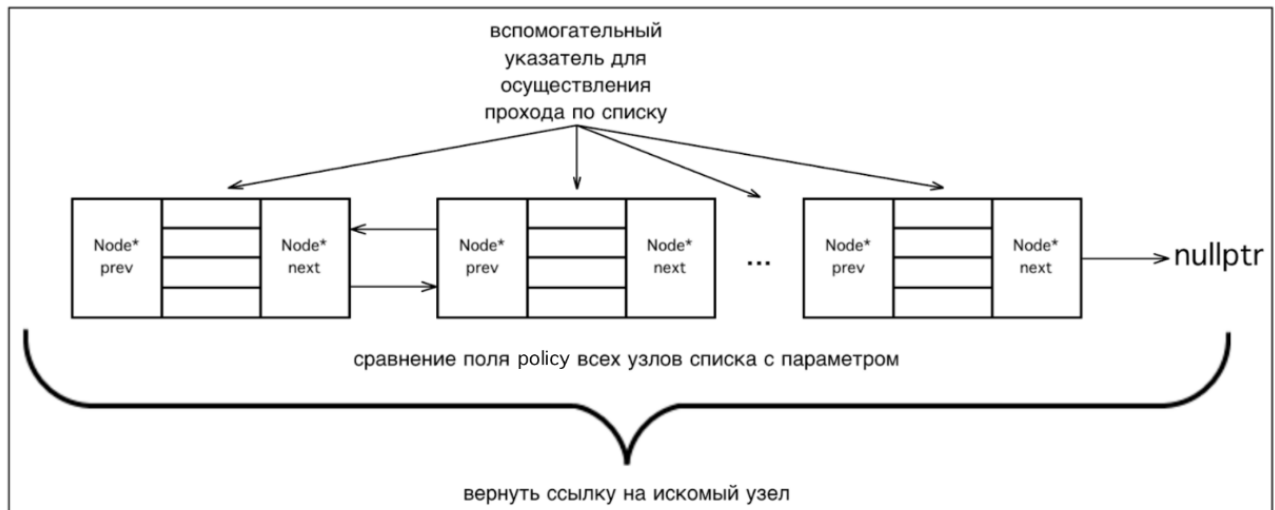 вспомогательный
указатель для
осуществления
прохода по списку
Node*
prev
Node*
next
Node*
prev
Node*
next
...
Node*
prev
Node*
next
nullptr
сравнение поля policy всех узлов списка с параметром
вернуть ссылку на искомый узел